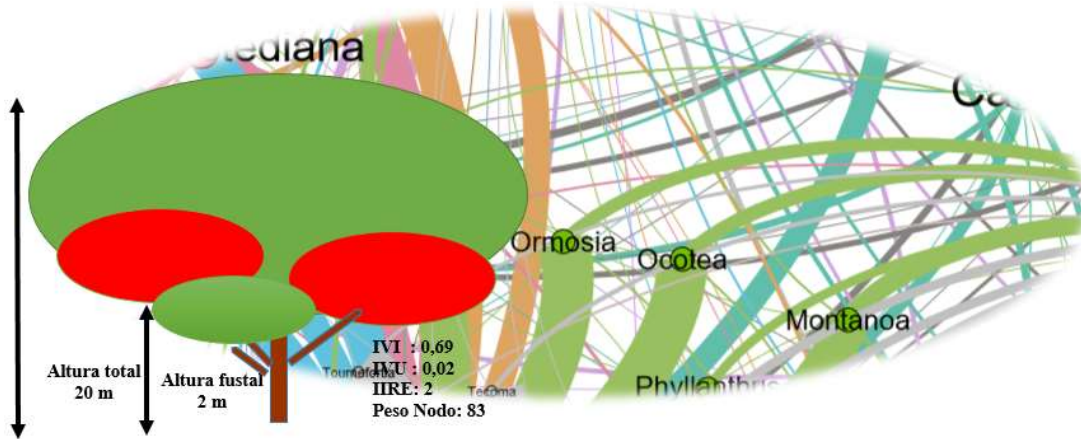 Ormosia
Ocotea
Montanoa
Phyllanthus
Tecoma
Altura total
20 m
Altura fustal
2 m
IVI : 0,69
IVU : 0,02
IIRE: 2
Peso Nodo: 83